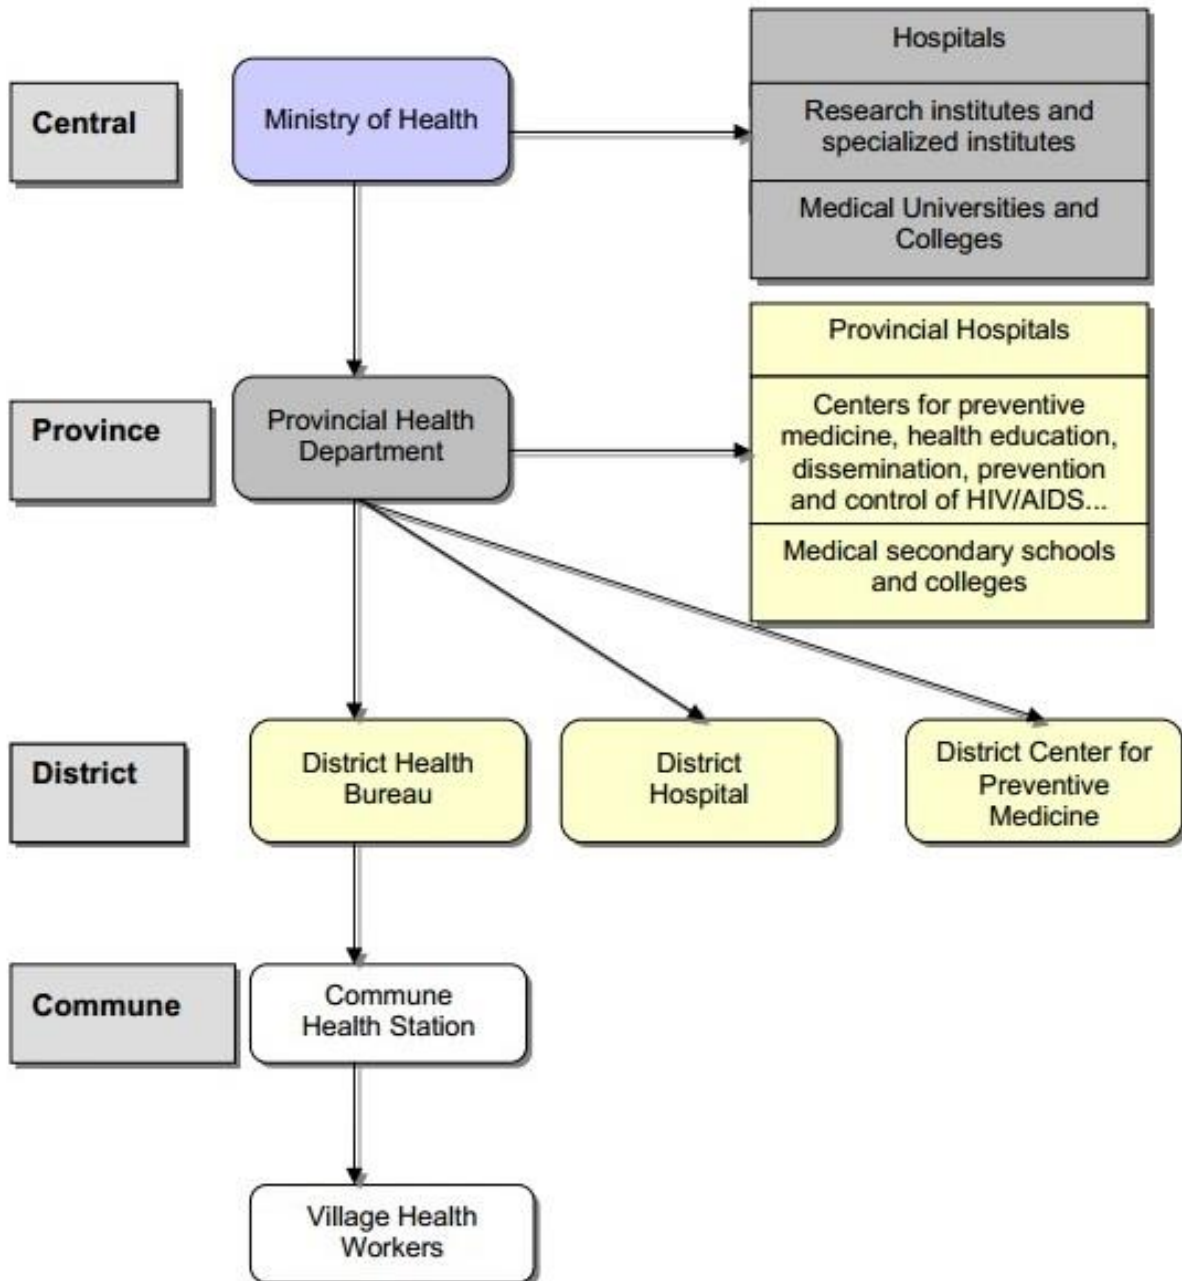 Central
Ministry of Health
Hospitals
Research institutes and
specialized institutes
Medical Universities and
Colleges
Province
Provincial Health
Department
Provincial Hospitals
Centers for preventive
medicine, health education,
dissemination, prevention
and control of HIV/AIDS...
Medical secondary schools
and colleges
District
District Health
Bureau
District
Hospital
District Center for
Preventive
Medicine
Commune
Commune
Health Station
Village Health
Workers